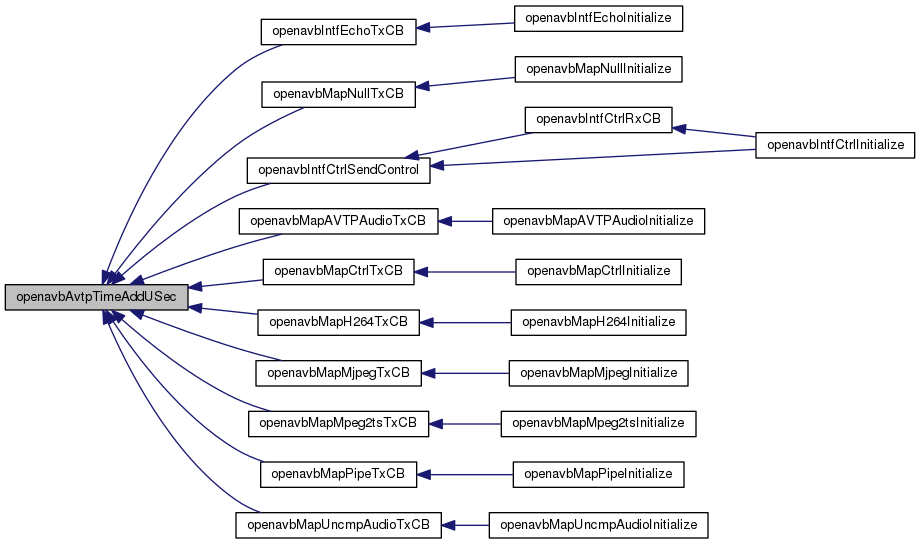 openavbIntfEchoTxCB
openavbIntfEchoInitialize
openavbMapNullTxCB
openavbMapNullInitialize
openavbIntfCtrlRxCB
openavbIntfCtrlInitialize
openavbIntfCtrlSendControl
openavbMapAVTPAudioTxCB
openavbMapAVTPAudioInitialize
openavbMapCtrlTxCB
openavbMapCtrlInitialize
openavbAvtpTimeAddUSec
openavbMapH264TxCB
openavbMapH264Initialize
openavbMapMjpegTxCB
openavbMapMjpegInitialize
openavbMapMpeg2tsTxCB
openavbMapMpeg2tsInitialize
openavbMapPipeTxCB
openavbMapPipeInitialize
openavbMapUncmpAudioTxCB
openavbMapUncmpAudioInitialize